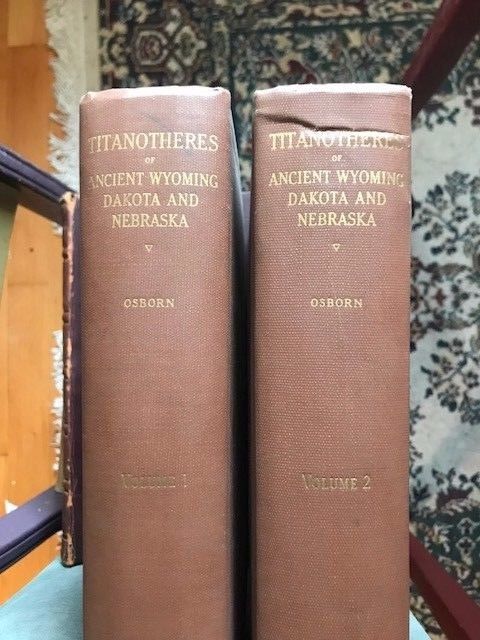 TITANOTHERES
OF
ANCIENT WYOMING
DAKOTA AND
NEBRASKA
OSBORN
VOLUME 1
TITANOTHERES
OF
ANCIENT WYOMING
DAKOTA AND
NEBRASKA
OSBORN
VOLUME 2